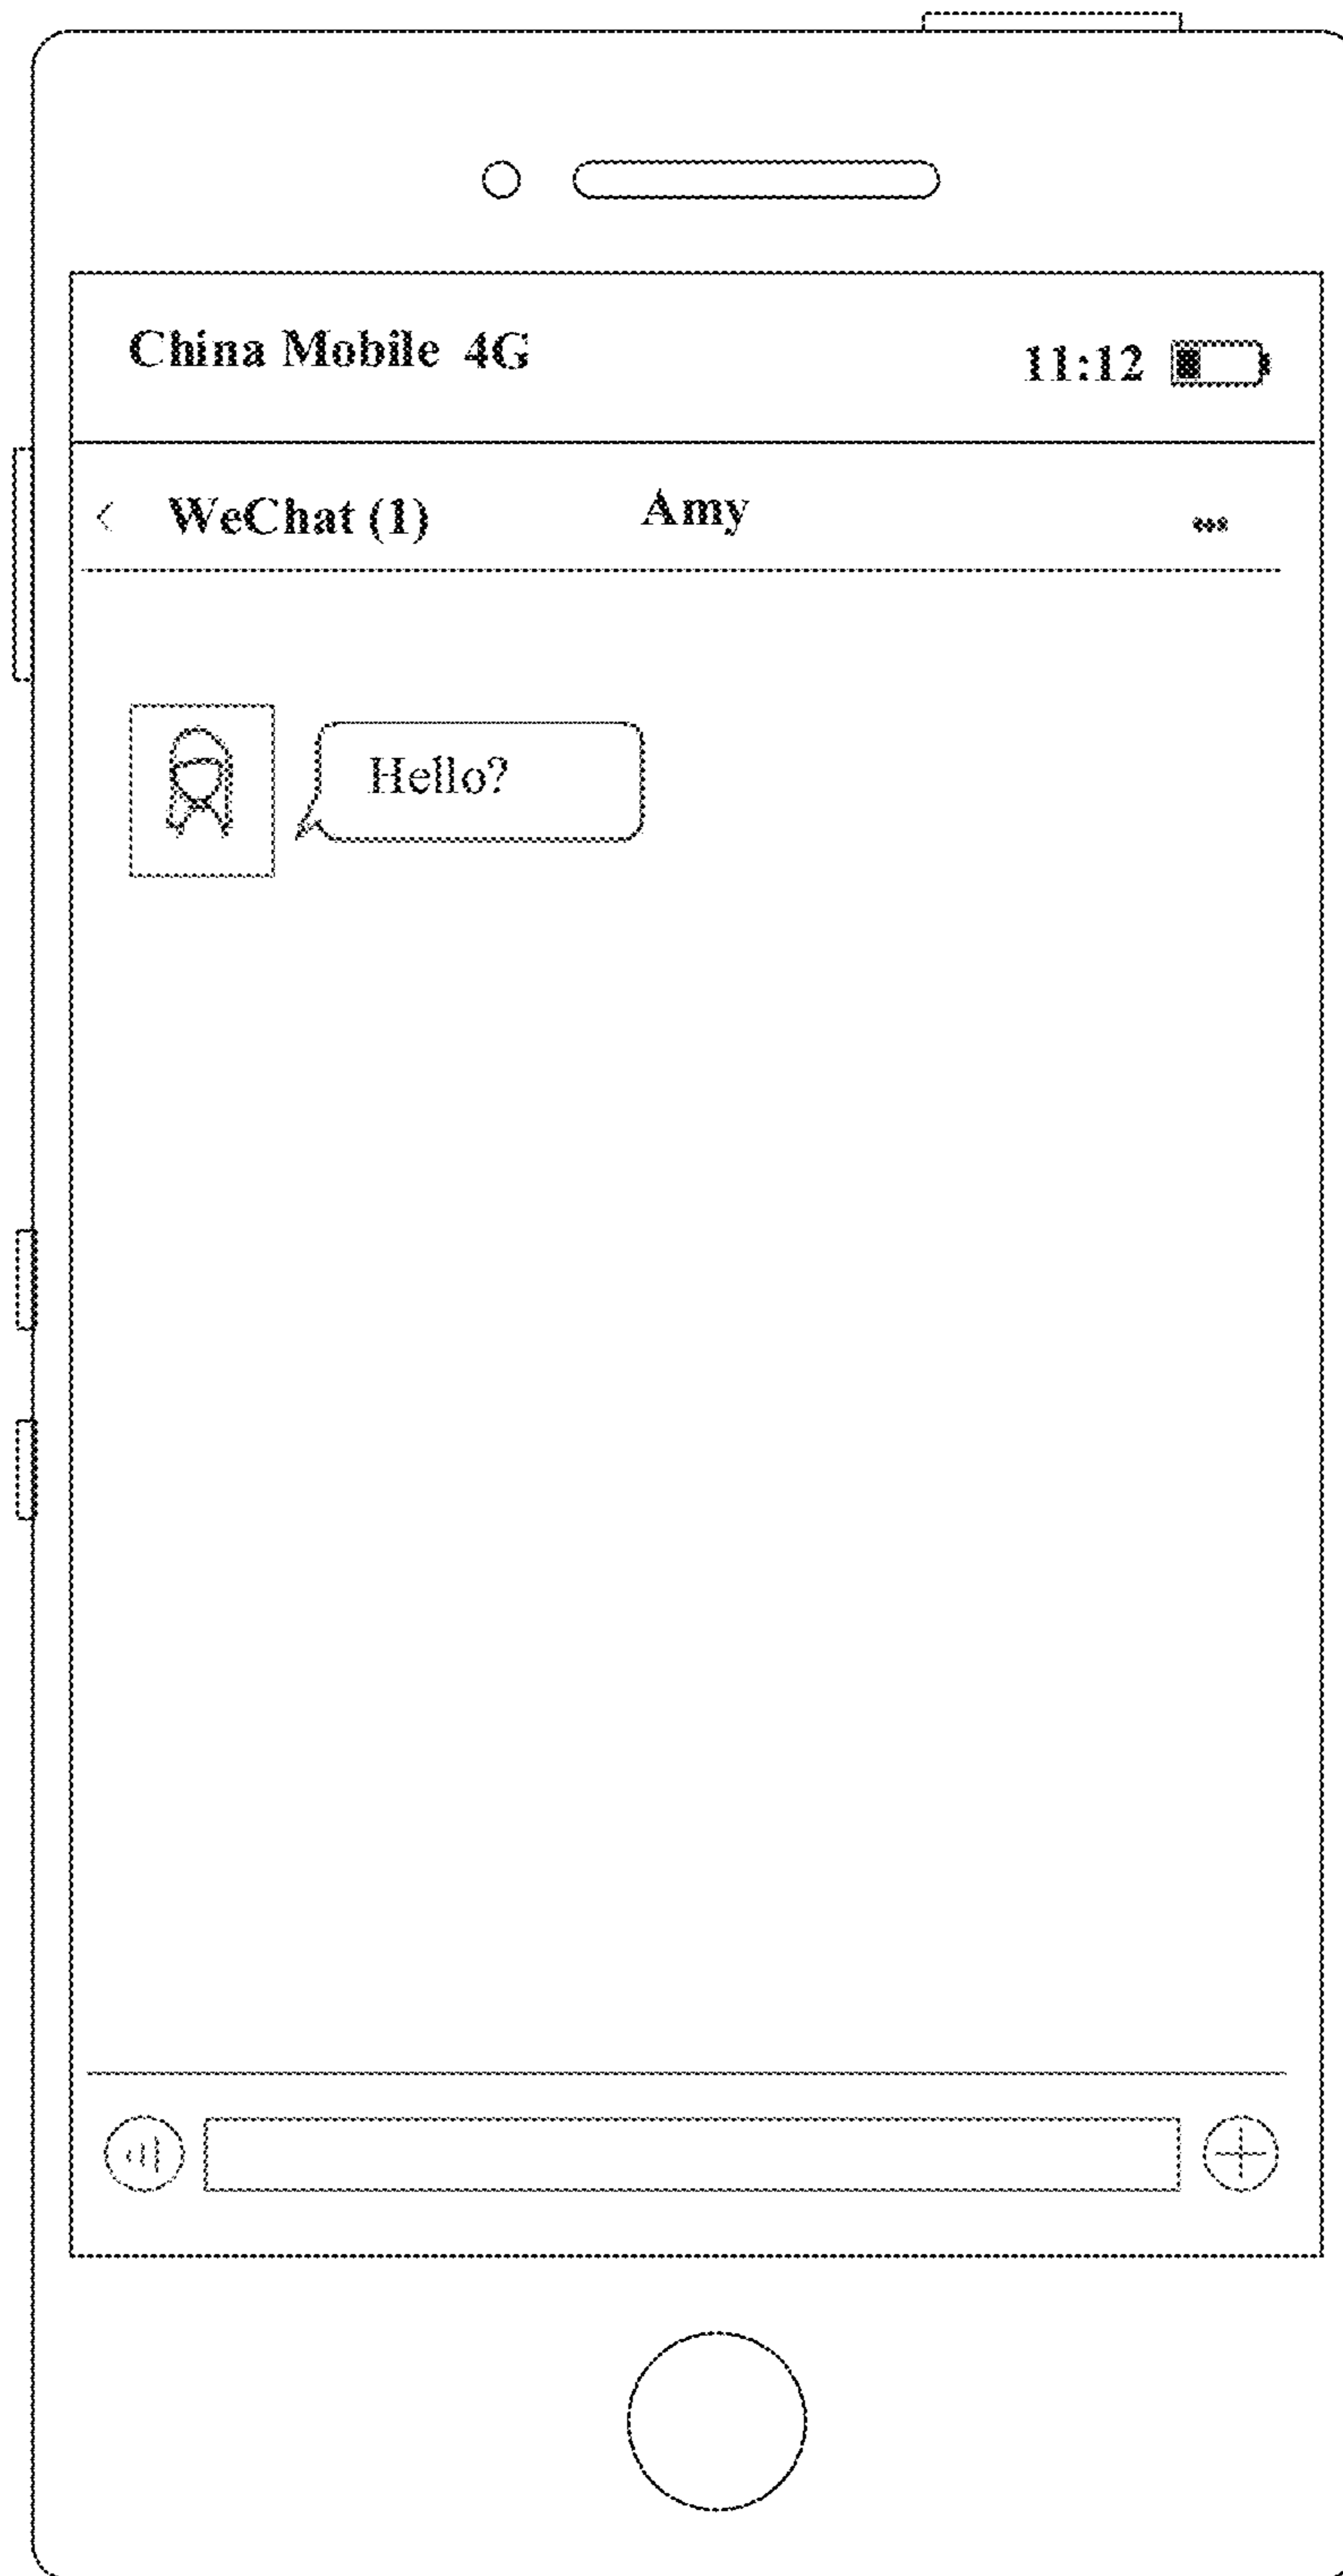 China Mobile 4G 11:12
< WeChat (1) Amy •••
Hello?